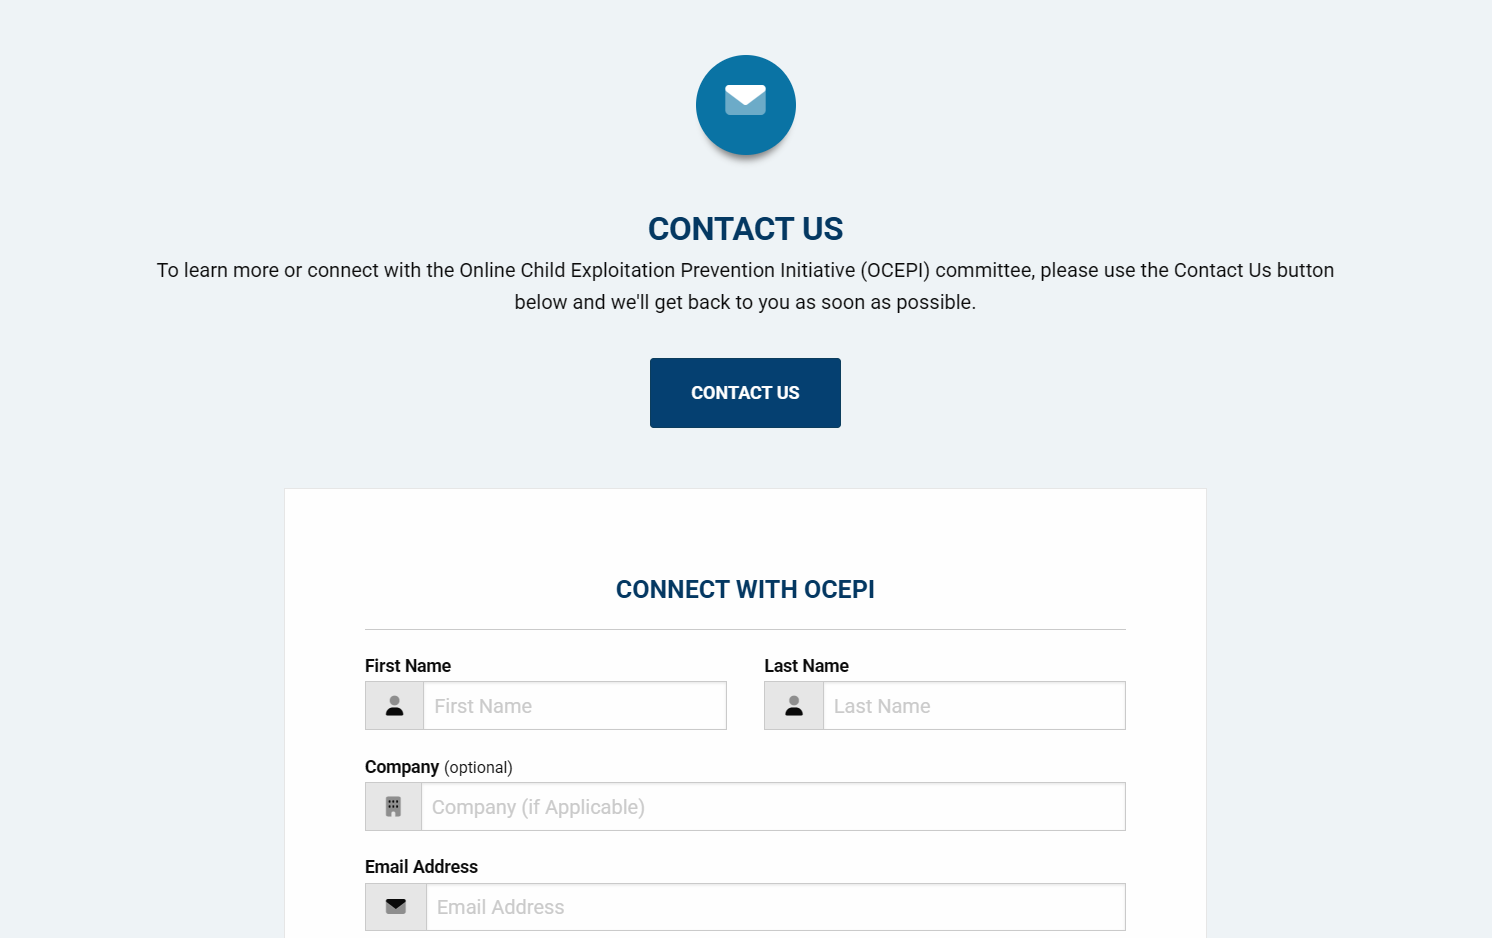 CONTACT US
To learn more or connect with the Online Child Exploitation Prevention Initiative (OCEPI) committee, please use the Contact Us button
below and we'll get back to you as soon as possible.
CONTACT US
CONNECT WITH OCEPI
First Name
Last Name
First Name
Last Name
Company (optional)
Company (if Applicable)
Email Address
Email Address